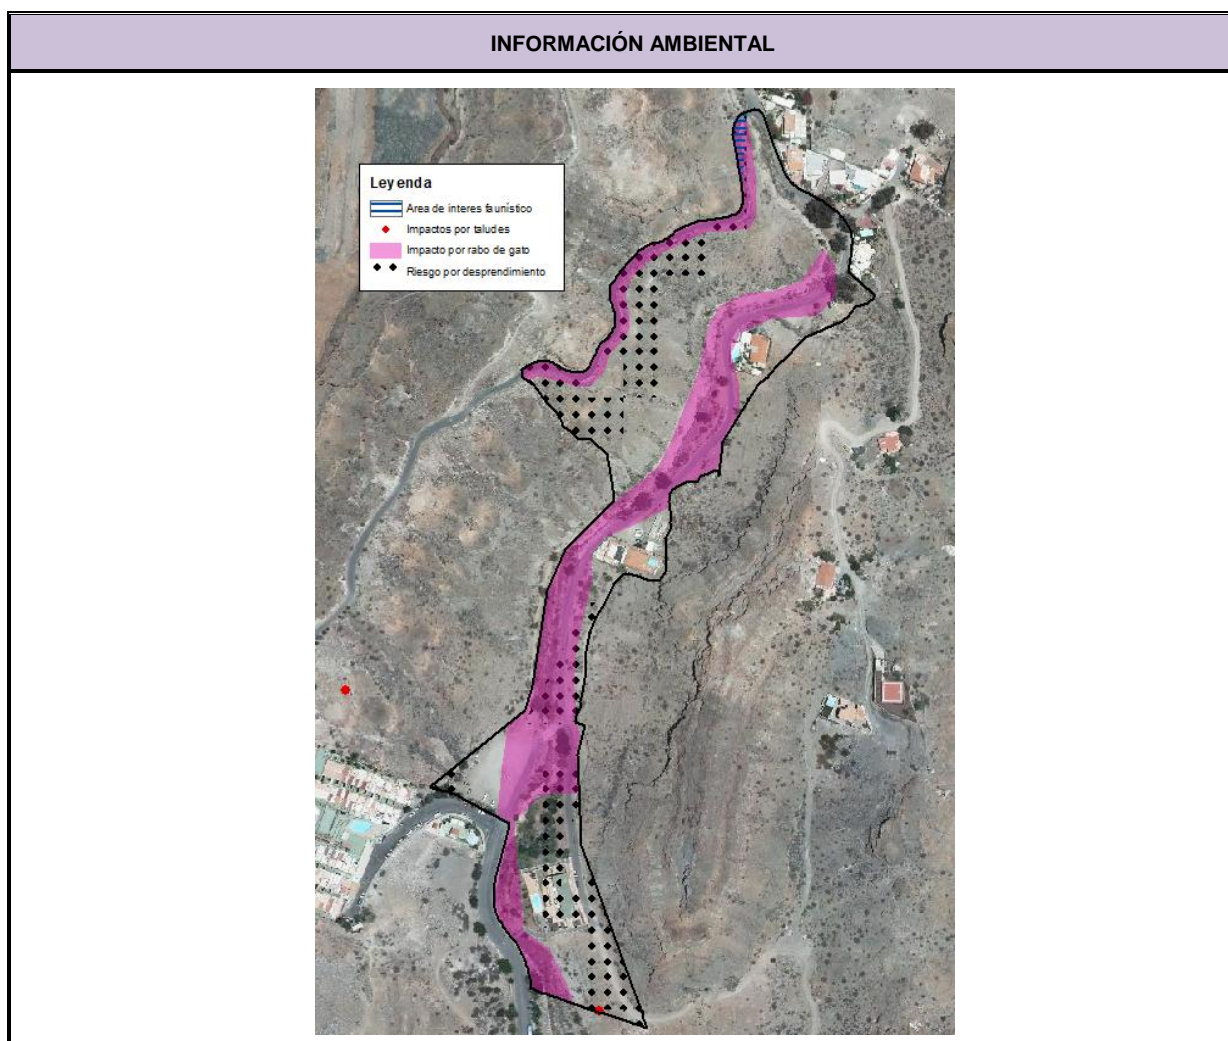 INFORMACIÓN AMBIENTAL
Leyenda
Area de interes faunístico
Impactos por taludes
Impacto por rabo de gato
Riesgo por desprendimiento